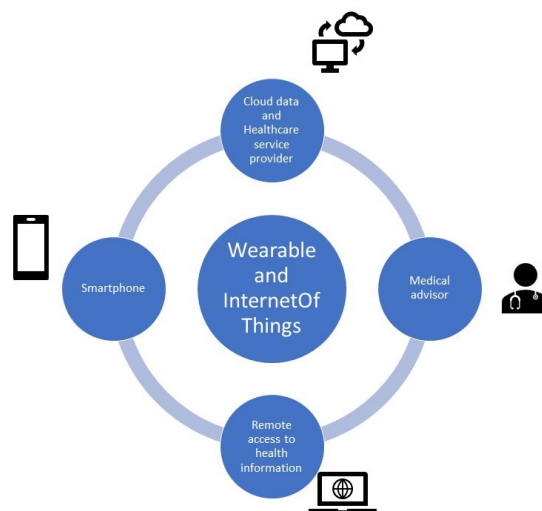 Cloud data
and
Healthcare
service
provider
Wearable
and
InternetOf
Things
Smartphone
Medical
advisor
Remote
access to
health
information